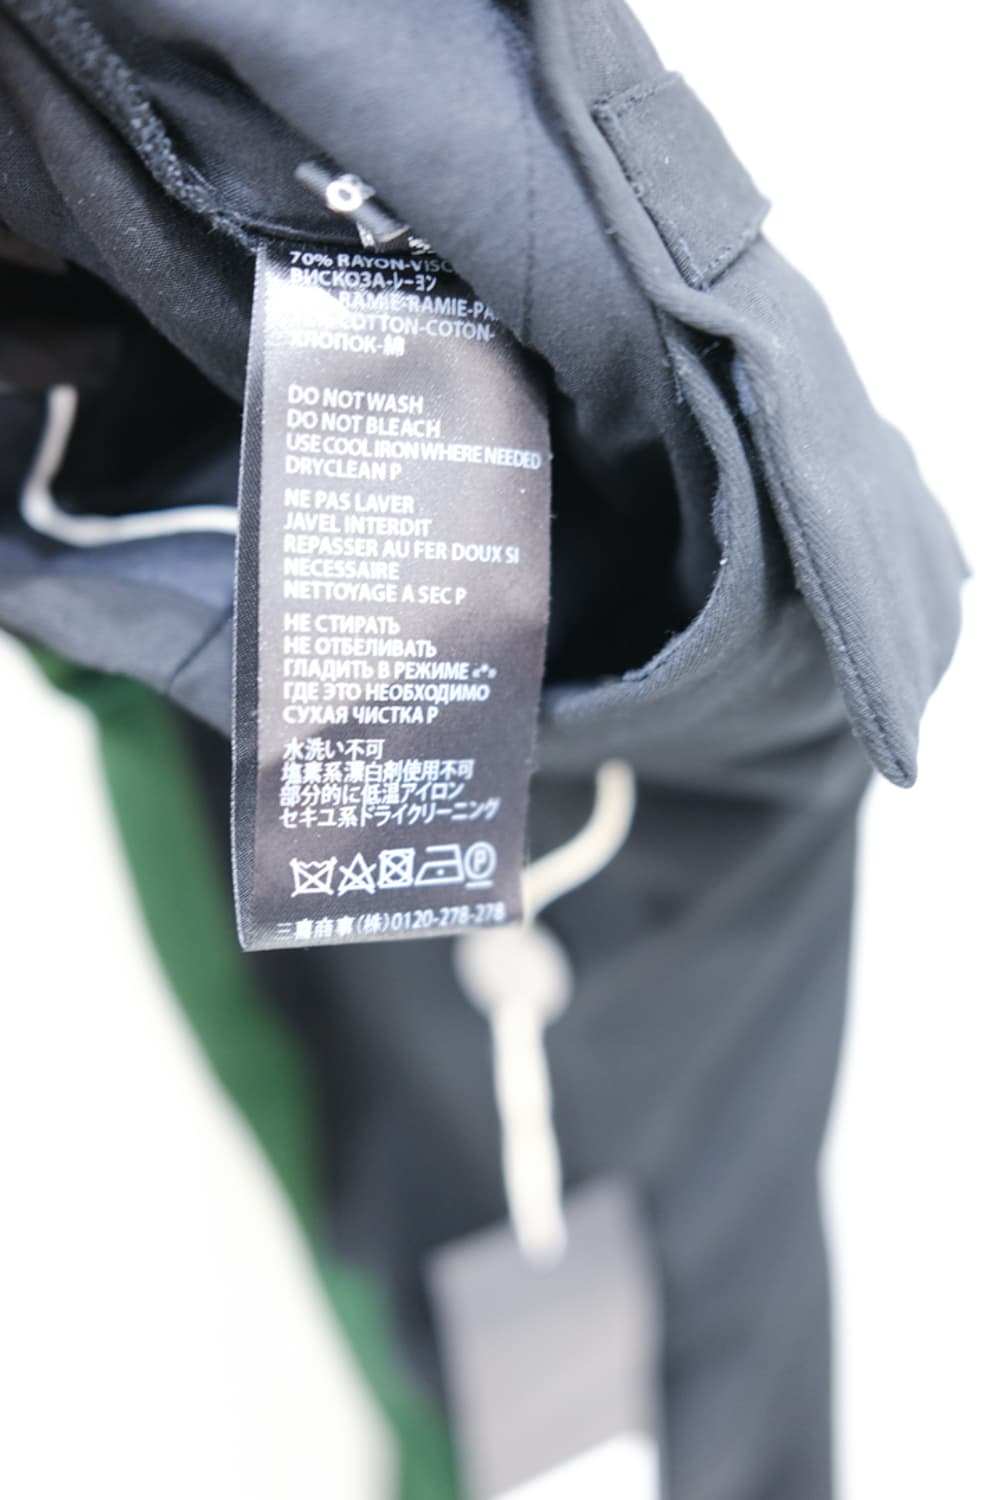 70% RAYON-VISC
ВИСКОЗА-レーヨン
RAMIE-RAMIE-PA
COTTON-COTON-
ХЛОПОК-綿
DO NOT WASH
DO NOT BLEACH
USE COOL IRON WHERE NEEDED
DRYCLEAN P
NE PAS LAVER
JAVEL INTERDIT
REPASSER AU FER DOUX SI
NECESSAIRE
NETTOYAGE A SEC P
НЕ СТИРАТЬ
НЕ ОТБЕЛИВАТЬ
ГЛАДИТЬ В РЕЖИМЕ «*»
ГДЕ ЭТО НЕОБХОДИМО
СУХАЯ ЧИСТКА P
水洗い不可
塩素系漂白剤使用不可
部分的に低温アイロン
セキユ系ドライクリーニング
P
三喜商事(株)0120-278-278